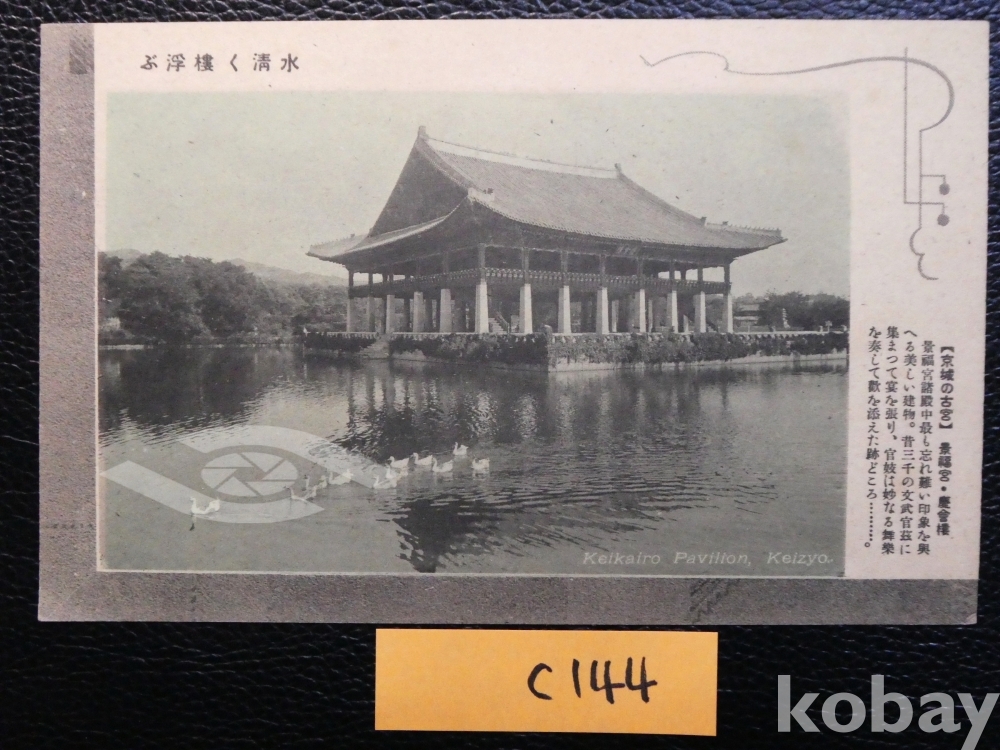 ぶ浮樓く清水
【京城の古宮】 景福宮・慶會樓
景福宮諸殿中最も忘れ難い印象を與
へる美しい建物。昔三千の文武官茲に
集まつて宴を張り、官妓は妙なる舞樂
を奏して歡を添えた跡どころ………。
Keikairo Pavilion, Keizyo.
C144
kobay